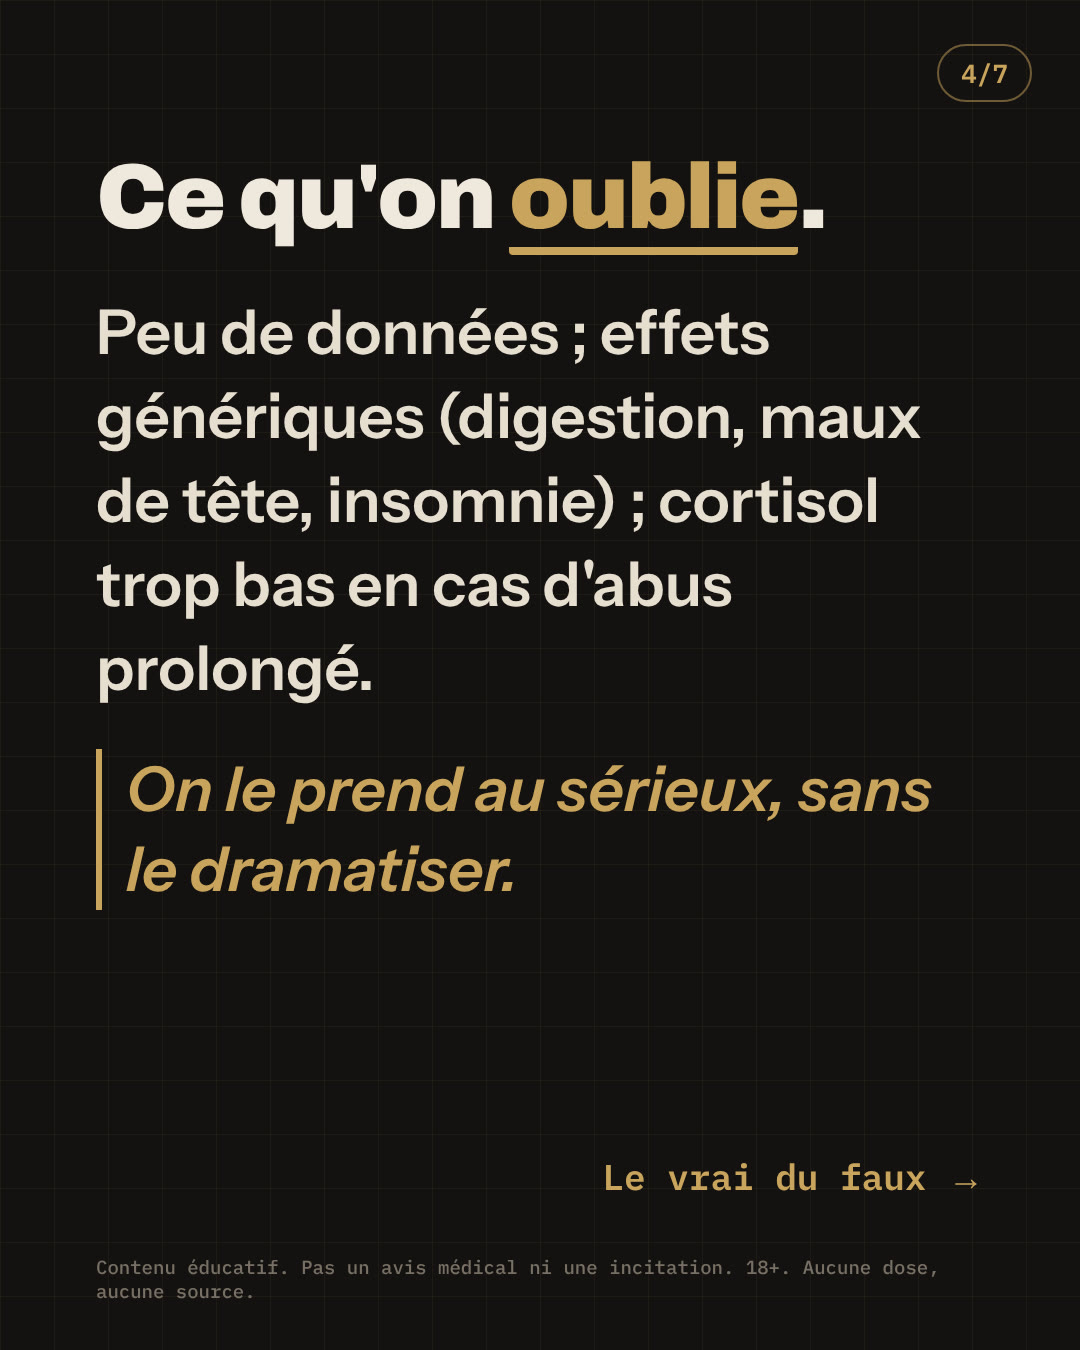 4/7
Ce qu'on oublie.
Peu de données ; effets
génériques (digestion, maux
de tête, insomnie) ; cortisol
trop bas en cas d'abus
prolongé.
On le prend au sérieux, sans
le dramatiser.
Le vrai du faux →
Contenu éducatif. Pas un avis médical ni une incitation. 18+. Aucune dose,
aucune source.